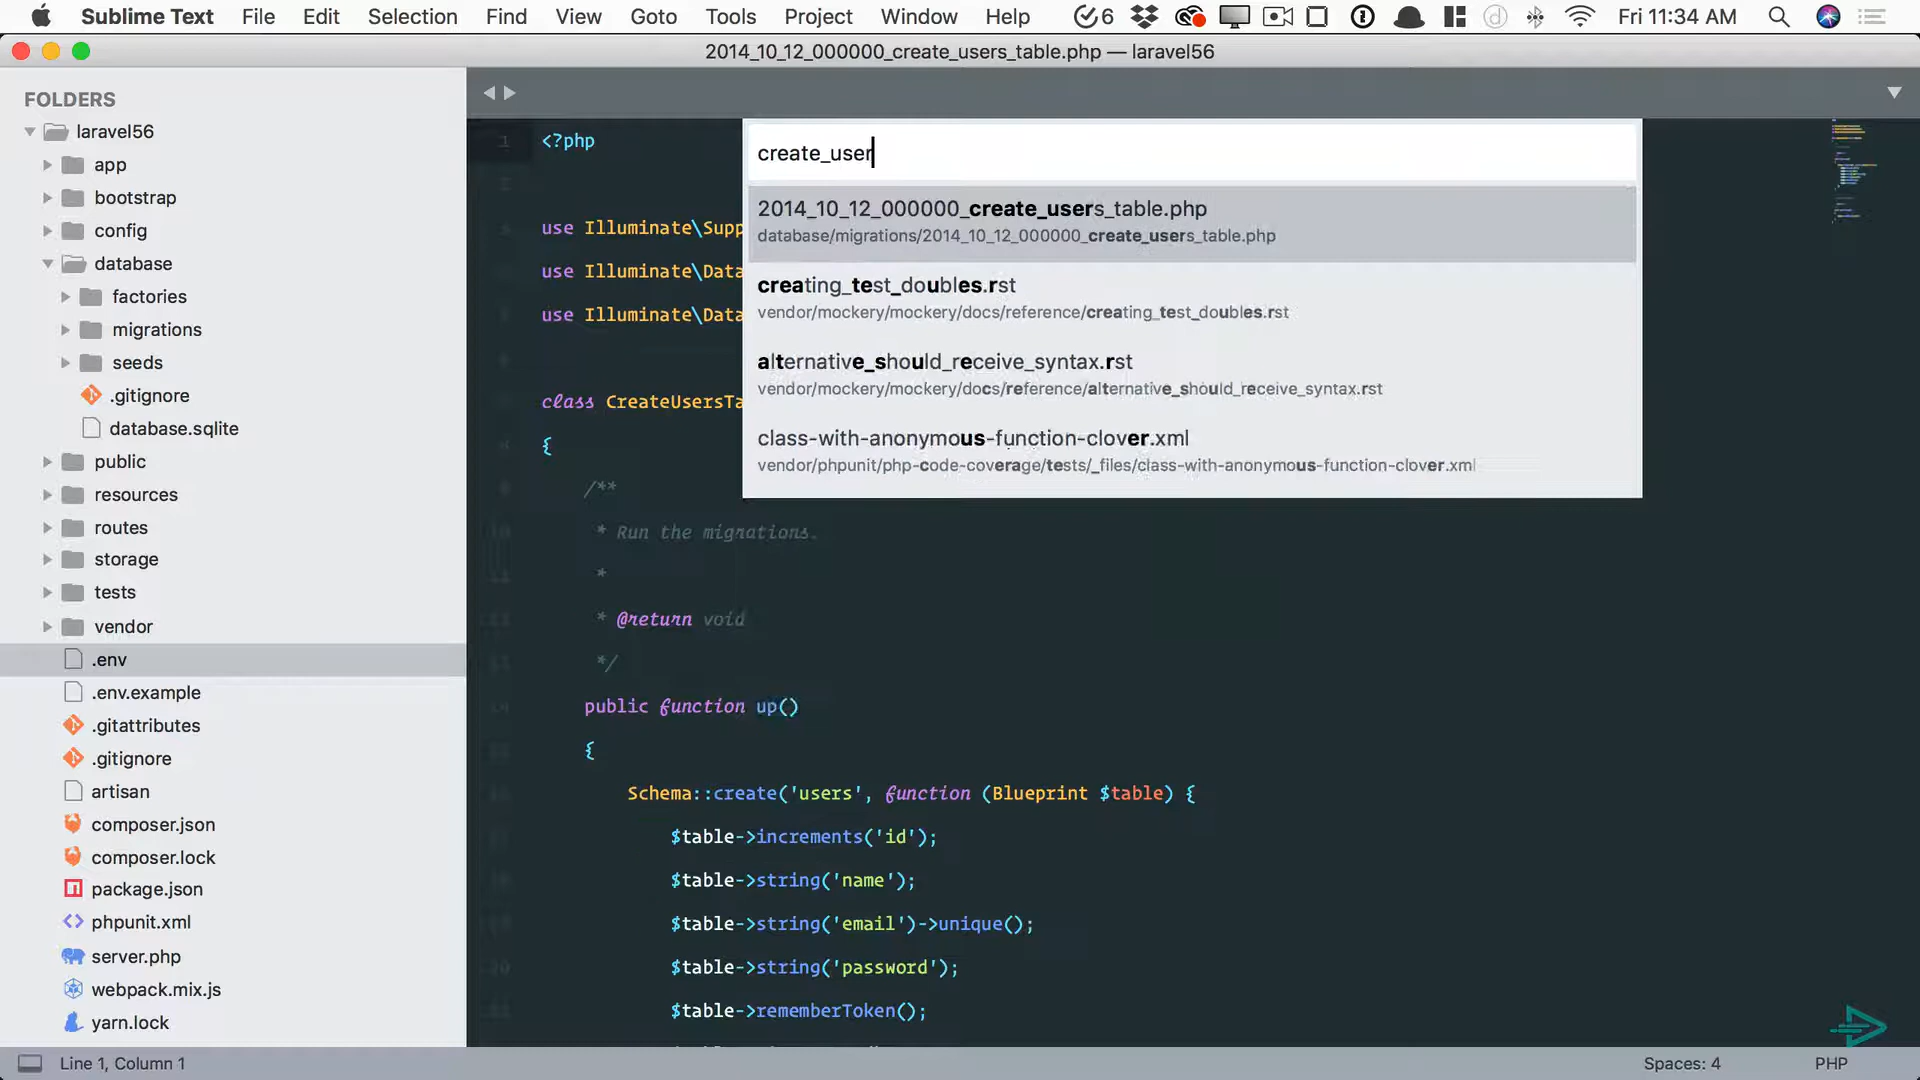 Sublime Text File Edit Selection Find View Goto Tools Project Window Help 6 Fri 11:34 AM
2014_10_12_000000_create_users_table.php — laravel56
FOLDERS
laravel56
app
bootstrap
config
database
factories
migrations
seeds
.gitignore
database.sqlite
public
resources
routes
storage
tests
vendor
.env
.env.example
.gitattributes
.gitignore
artisan
composer.json
composer.lock
package.json
phpunit.xml
server.php
webpack.mix.js
yarn.lock
create_user
2014_10_12_000000_create_users_table.php
database/migrations/2014_10_12_000000_create_users_table.php
creating_test_doubles.rst
vendor/mockery/mockery/docs/reference/creating_test_doubles.rst
alternative_should_receive_syntax.rst
vendor/mockery/mockery/docs/reference/alternative_should_receive_syntax.rst
class-with-anonymous-function-clover.xml
vendor/phpunit/php-code-coverage/tests/_files/class-with-anonymous-function-clover.xml
1 <?php
use Illuminate\Supp
use Illuminate\Data
use Illuminate\Data
class CreateUsersTa
{
/**
* Run the migrations.
*
* @return void
*/
public function up()
{
Schema::create('users', function (Blueprint $table) {
$table->increments('id');
$table->string('name');
$table->string('email')->unique();
$table->string('password');
$table->rememberToken();
Line 1, Column 1 Spaces: 4 PHP